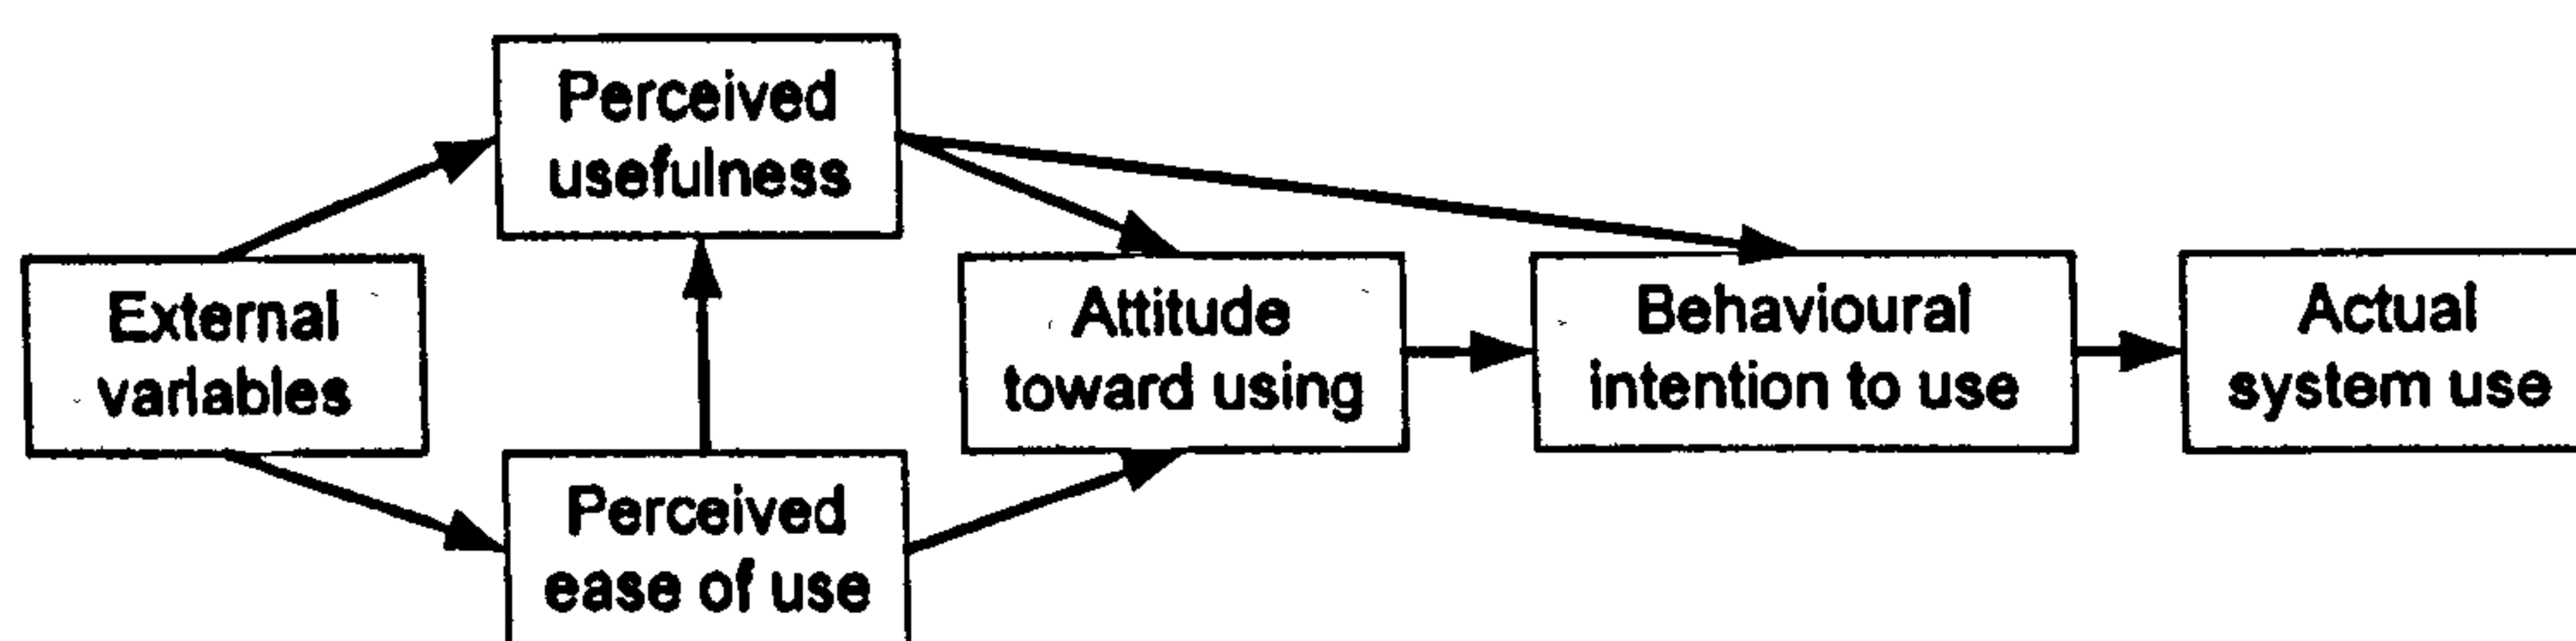 Perceived
usefulness
External
variables
Attitude
toward using
Behavioural
intention to use
Actual
system use
Perceived
ease of use